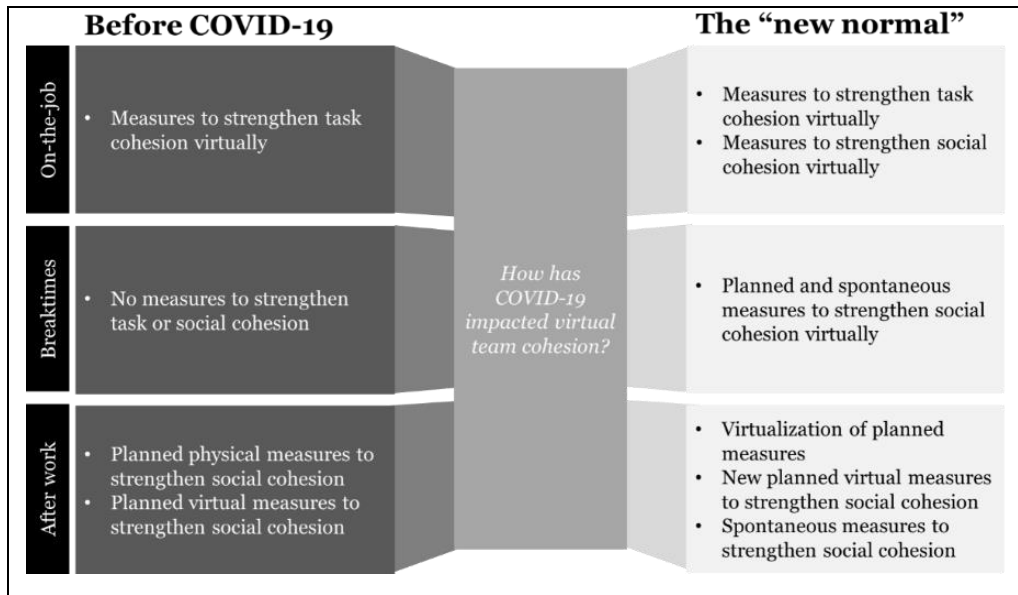 Before COVID-19
The “new normal”
On-the-job
• Measures to strengthen task
cohesion virtually
• Measures to strengthen task
cohesion virtually
• Measures to strengthen social
cohesion virtually
Breaktimes
• No measures to strengthen
task or social cohesion
How has
COVID-19
impacted virtual
team cohesion?
• Planned and spontaneous
measures to strengthen social
cohesion virtually
After work
• Planned physical measures to
strengthen social cohesion
• Planned virtual measures to
strengthen social cohesion
• Virtualization of planned
measures
• New planned virtual measures
to strengthen social cohesion
• Spontaneous measures to
strengthen social cohesion